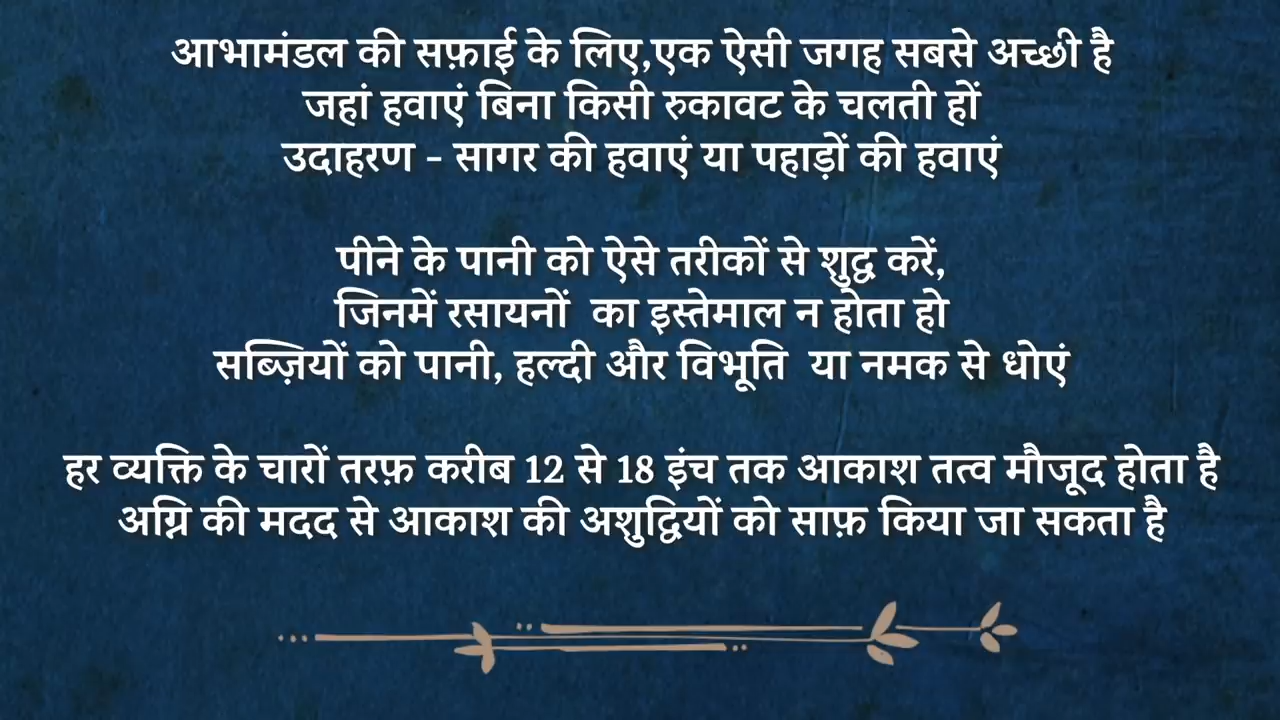 आभामंडल की सफ़ाई के लिए,एक ऐसी जगह सबसे अच्छी है
जहां हवाएं बिना किसी रुकावट के चलती हों
उदाहरण - सागर की हवाएं या पहाड़ों की हवाएं
पीने के पानी को ऐसे तरीकों से शुद्ध करें,
जिनमें रसायनों का इस्तेमाल न होता हो
सब्ज़ियों को पानी, हल्दी और विभूति या नमक से धोएं
हर व्यक्ति के चारों तरफ़ करीब 12 से 18 इंच तक आकाश तत्व मौजूद होता है
अग्नि की मदद से आकाश की अशुद्धियों को साफ़ किया जा सकता है